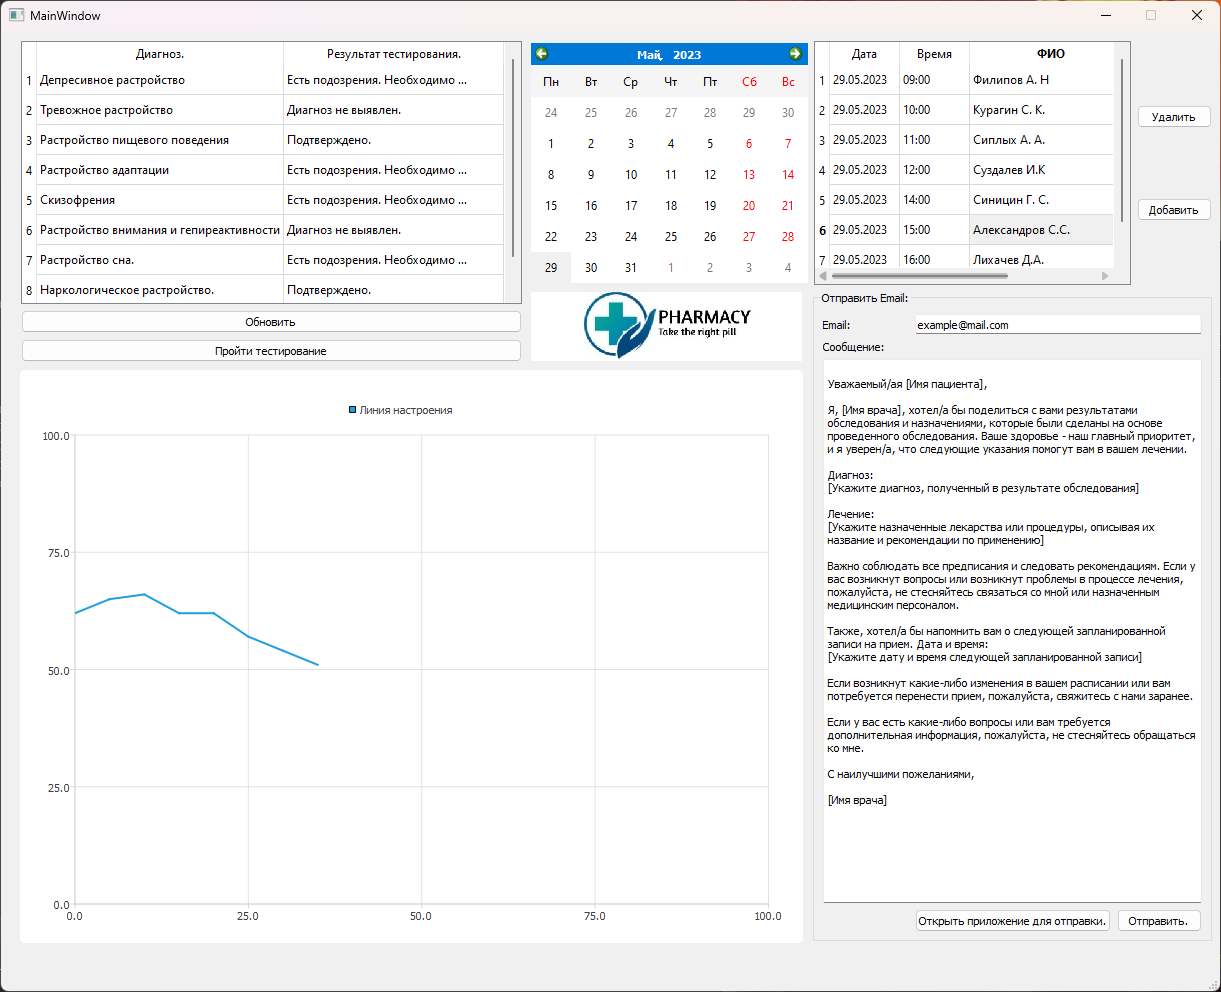 MainWindow
Диагноз. Результат тестирования.
1 Депресивное растройство Есть подозрения. Необходимо ...
2 Тревожное растройство Диагноз не выявлен.
3 Растройство пищевого поведения Подтверждено.
4 Растройство адаптации Есть подозрения. Необходимо ...
5 Скизофрения Есть подозрения. Необходимо ...
6 Растройство внимания и гепиреактивности Диагноз не выявлен.
7 Растройство сна. Есть подозрения. Необходимо ...
8 Наркологическое растройство. Подтверждено.
Обновить
Пройти тестирование
Май, 2023
Пн Вт Ср Чт Пт Сб Вс
24 25 26 27 28 29 30
1 2 3 4 5 6 7
8 9 10 11 12 13 14
15 16 17 18 19 20 21
22 23 24 25 26 27 28
29 30 31 1 2 3 4
PHARMACY
Take the right pill
Дата Время ФИО
1 29.05.2023 09:00 Филипов А. Н
2 29.05.2023 10:00 Курагин С. К.
3 29.05.2023 11:00 Сиплых А. А.
4 29.05.2023 12:00 Суздалев И.К
5 29.05.2023 14:00 Синицин Г. С.
6 29.05.2023 15:00 Александров С.С.
7 29.05.2023 16:00 Лихачев Д.А.
Удалить
Добавить
Линия настроения
100.0
75.0
50.0
25.0
0.0
0.0 25.0 50.0 75.0 100.0
Отправить Email:
Email: example@mail.com
Сообщение:
Уважаемый/ая [Имя пациента],
Я, [Имя врача], хотел/а бы поделиться с вами результатами
обследования и назначениями, которые были сделаны на основе
проведенного обследования. Ваше здоровье - наш главный приоритет,
и я уверен/а, что следующие указания помогут вам в вашем лечении.
Диагноз:
[Укажите диагноз, полученный в результате обследования]
Лечение:
[Укажите назначенные лекарства или процедуры, описывая их
название и рекомендации по применению]
Важно соблюдать все предписания и следовать рекомендациям. Если у
вас возникнут вопросы или возникнут проблемы в процессе лечения,
пожалуйста, не стесняйтесь связаться со мной или назначенным
медицинским персоналом.
Также, хотел/а бы напомнить вам о следующей запланированной
записи на прием. Дата и время:
[Укажите дату и время следующей запланированной записи]
Если возникнут какие-либо изменения в вашем расписании или вам
потребуется перенести прием, пожалуйста, свяжитесь с нами заранее.
Если у вас есть какие-либо вопросы или вам требуется
дополнительная информация, пожалуйста, не стесняйтесь обращаться
ко мне.
С наилучшими пожеланиями,
[Имя врача]
Открыть приложение для отправки. Отправить.